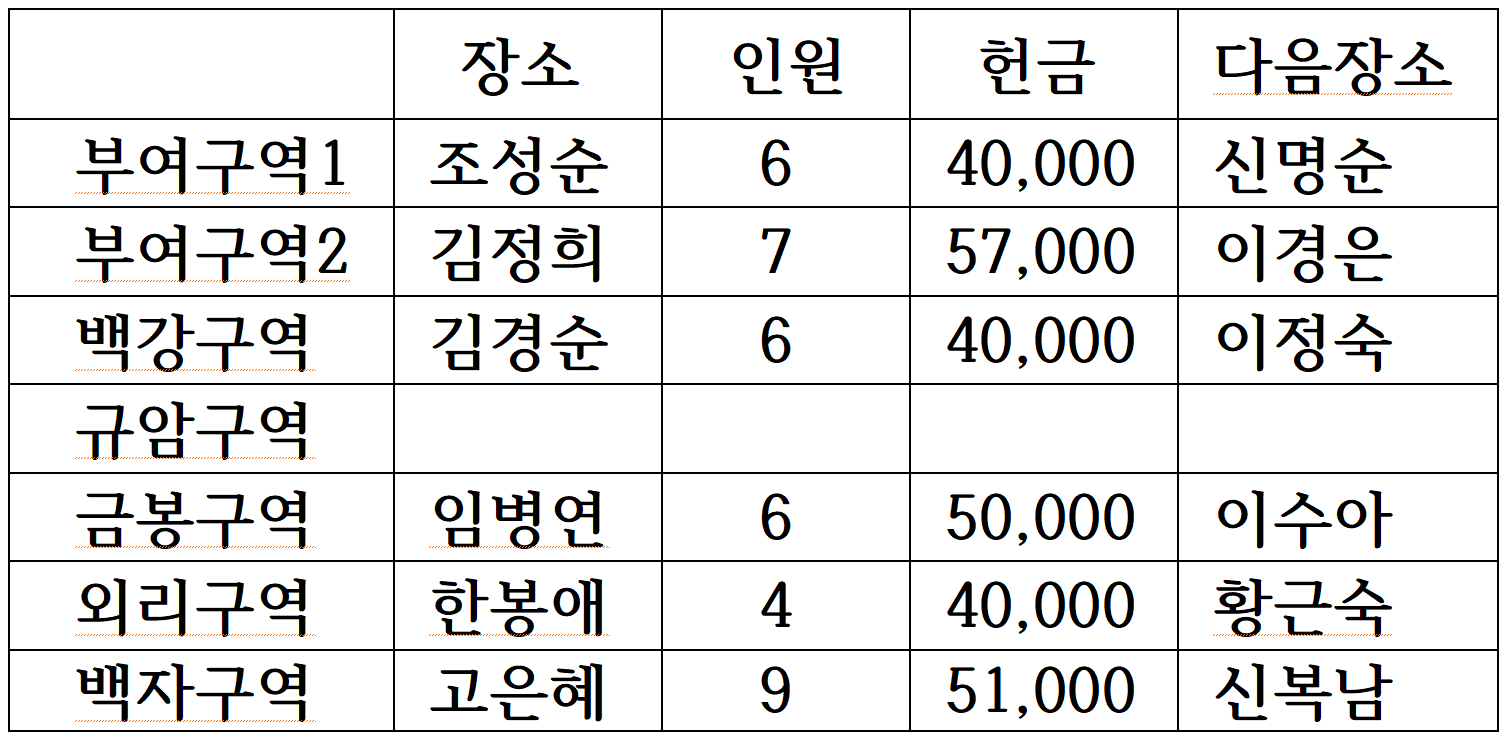 장소 인원 헌금 다음장소
부여구역1 조성순 6 40,000 신명순
부여구역2 김정희 7 57,000 이경은
백강구역 김경순 6 40,000 이정숙
규암구역
금봉구역 임병연 6 50,000 이수아
외리구역 한봉애 4 40,000 황근숙
백자구역 고은혜 9 51,000 신복남